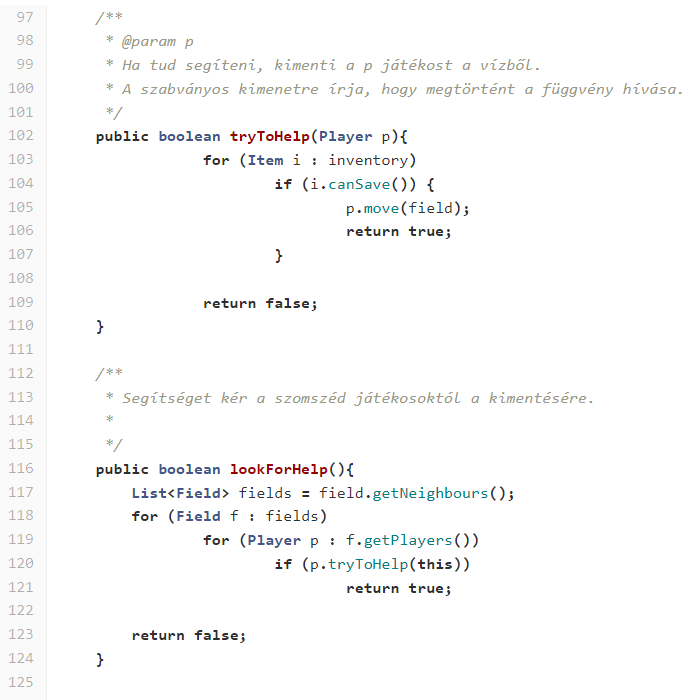 97 /**
98 * @param p
99 * Ha tud segíteni, kimenti a p játékost a vízből.
100 * A szabványos kimenetre írja, hogy megtörtént a függvény hívása.
101 */
102 public boolean tryToHelp(Player p){
103 for (Item i : inventory)
104 if (i.canSave()) {
105 p.move(field);
106 return true;
107 }
108
109 return false;
110 }
111
112 /**
113 * Segítséget kér a szomszéd játékosoktól a kimentésére.
114 *
115 */
116 public boolean lookForHelp(){
117 List<Field> fields = field.getNeighbours();
118 for (Field f : fields)
119 for (Player p : f.getPlayers())
120 if (p.tryToHelp(this))
121 return true;
122
123 return false;
124 }
125